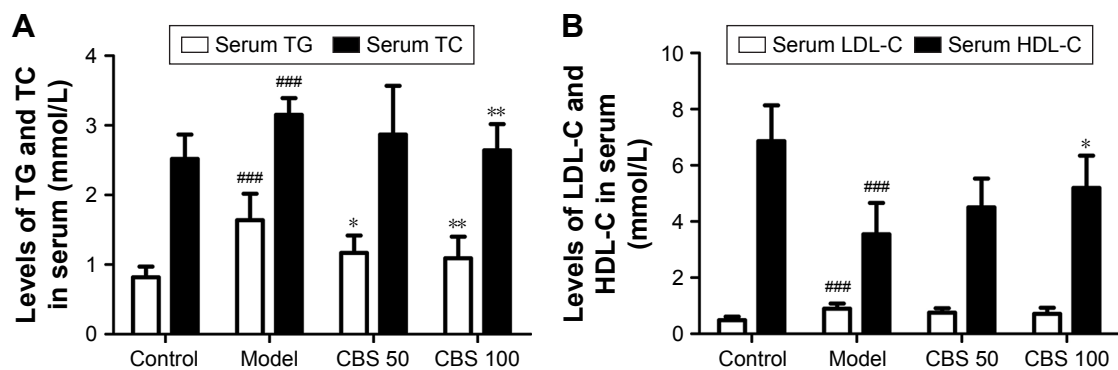 A
Serum TG Serum TC
Levels of TG and TC
in serum (mmol/L)
4
3
2
1
0
###
###
*
**
**
Control Model CBS 50 CBS 100
B
Serum LDL-C Serum HDL-C
Levels of LDL-C and
HDL-C in serum
(mmol/L)
10
8
6
4
2
0
###
###
*
Control Model CBS 50 CBS 100